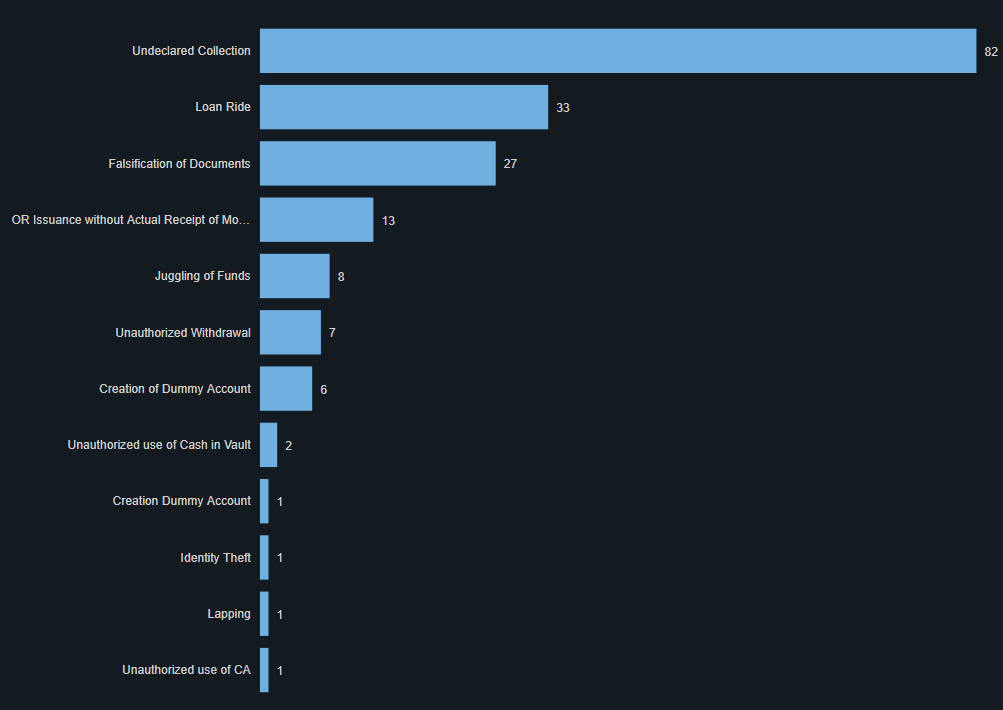 Undeclared Collection 82
Loan Ride 33
Falsification of Documents 27
OR Issuance without Actual Receipt of Mo... 13
Juggling of Funds 8
Unauthorized Withdrawal 7
Creation of Dummy Account 6
Unauthorized use of Cash in Vault 2
Creation Dummy Account 1
Identity Theft 1
Lapping 1
Unauthorized use of CA 1